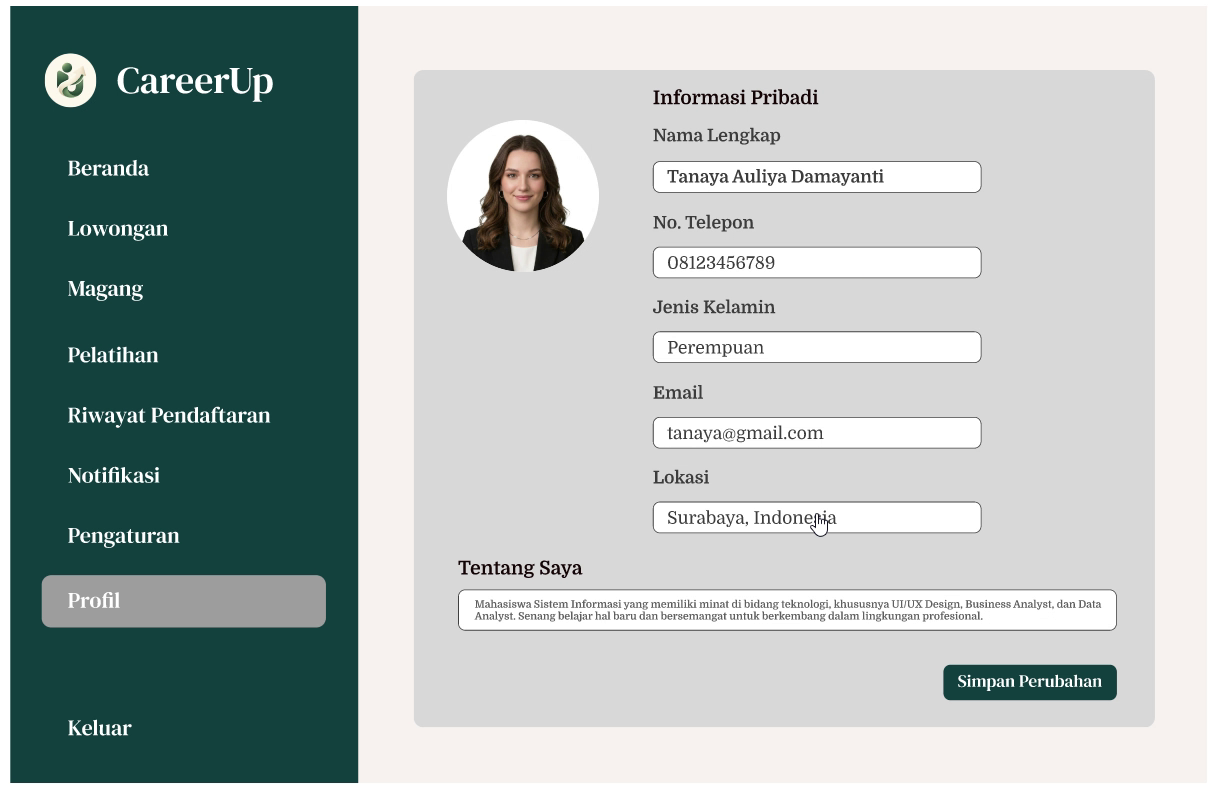 CareerUp
Beranda
Lowongan
Magang
Pelatihan
Riwayat Pendaftaran
Notifikasi
Pengaturan
Profil
Keluar
Informasi Pribadi
Nama Lengkap
Tanaya Auliya Damayanti
No. Telepon
08123456789
Jenis Kelamin
Perempuan
Email
tanaya@gmail.com
Lokasi
Surabaya, Indonesia
Tentang Saya
Mahasiswa Sistem Informasi yang memiliki minat di bidang teknologi, khususnya UI/UX Design, Business Analyst, dan Data
Analyst. Senang belajar hal baru dan bersemangat untuk berkembang dalam lingkungan profesional.
Simpan Perubahan